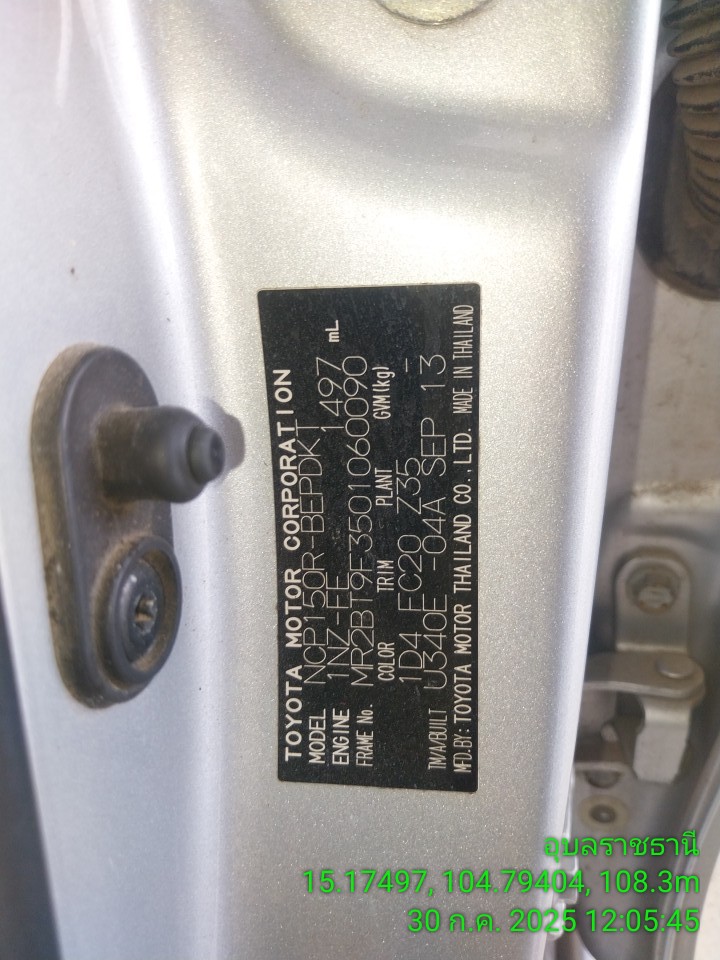 TOYOTA MOTOR CORPORATION
MODEL NCP150R-BEPDKT
ENGINE 1NZ-FE 1497 mL
FRAME No. MR2BT9F3501060090
COLOR TRIM PLANT GVM(kg)
1D4 FC20 Z35 -
TM/A/BUILT U340E -04A SEP 13
MFD.BY: TOYOTA MOTOR THAILAND CO.,LTD. MADE IN THAILAND
อุบลราชธานี
15.17497, 104.79404, 108.3m
30 ก.ค. 2025 12:05:45